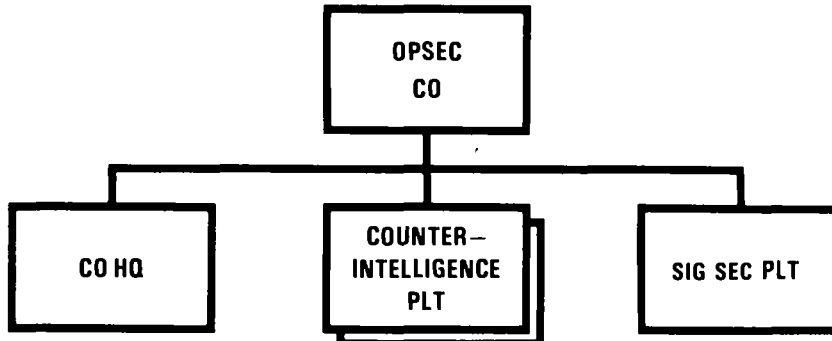 OPSEC
CO
CO HQ
COUNTER–
INTELLIGENCE
PLT
SIG SEC PLT